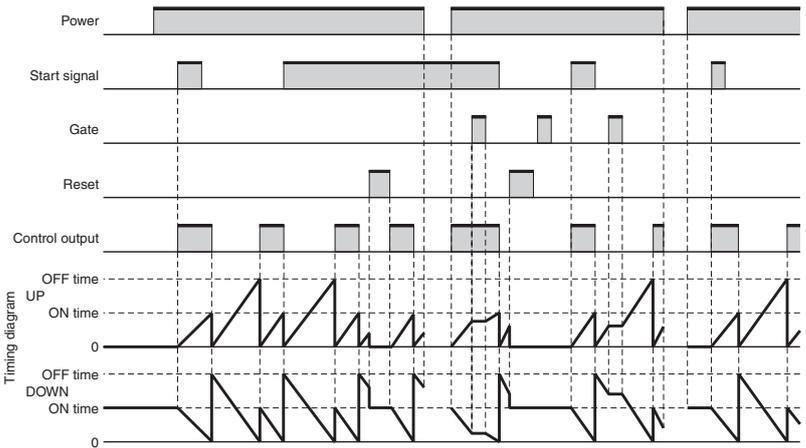 Power
Start signal
Gate
Reset
Control output
Timing diagram
UP
OFF time
ON time
0
DOWN
OFF time
ON time
0